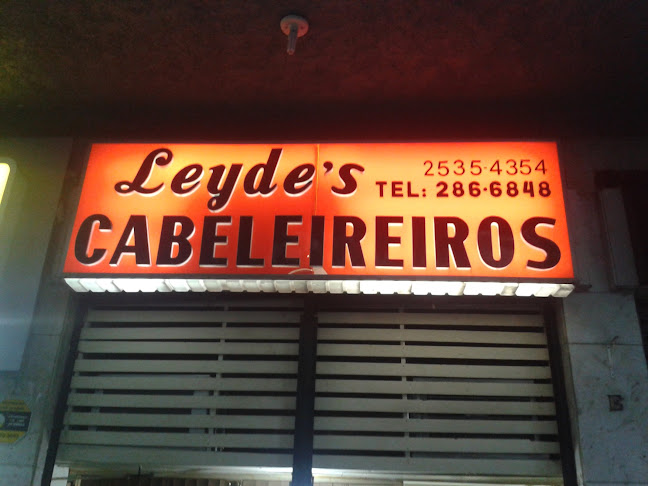 Leyde's
2535-4354
TEL: 286-6848
CABELEIREIROS
E